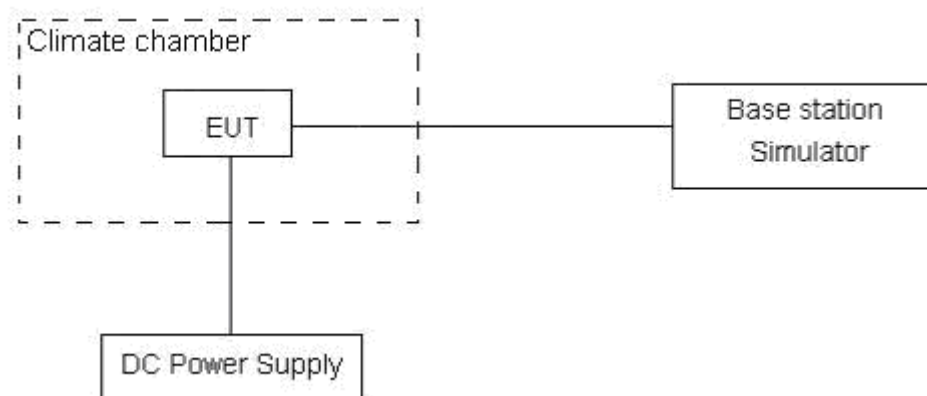 Climate chamber
EUT
Base station
Simulator
DC Power Supply